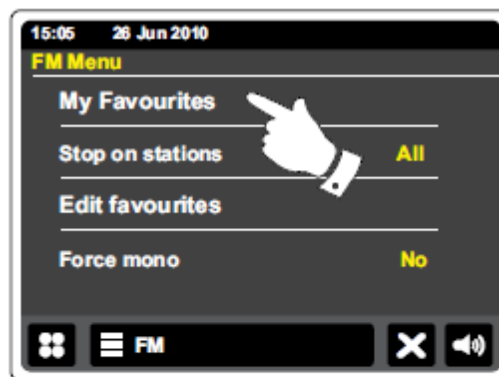 15:05 26 Jun 2010
FM Menu
My Favourites
Stop on stations All
Edit favourites
Force mono No
FM